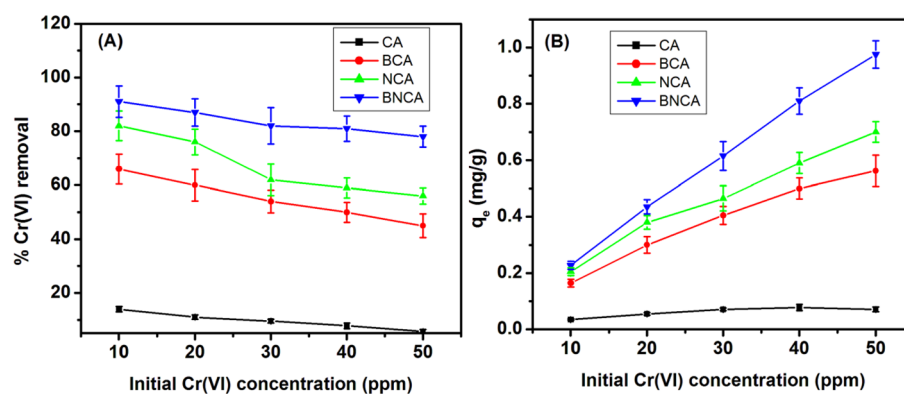 (A)
CA
BCA
NCA
BNCA
120
100
80
60
40
20
% Cr(VI) removal
10 20 30 40 50
Initial Cr(VI) concentration (ppm)
(B)
CA
BCA
NCA
BNCA
1.0
0.8
0.6
0.4
0.2
0.0
qe (mg/g)
10 20 30 40 50
Initial Cr(VI) concentration (ppm)